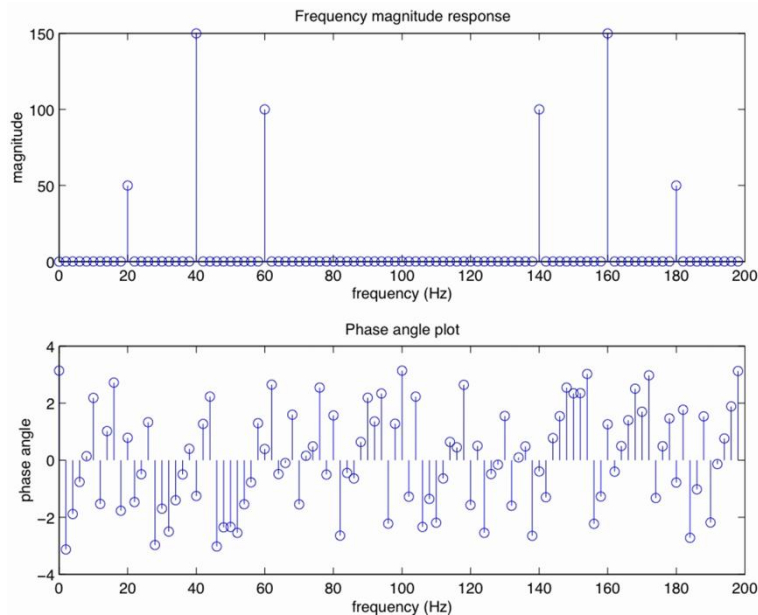 Frequency magnitude response
150
100
50
0
magnitude
0 20 40 60 80 100 120 140 160 180 200
frequency (Hz)
Phase angle plot
4
2
0
−2
−4
phase angle
0 20 40 60 80 100 120 140 160 180 200
frequency (Hz)